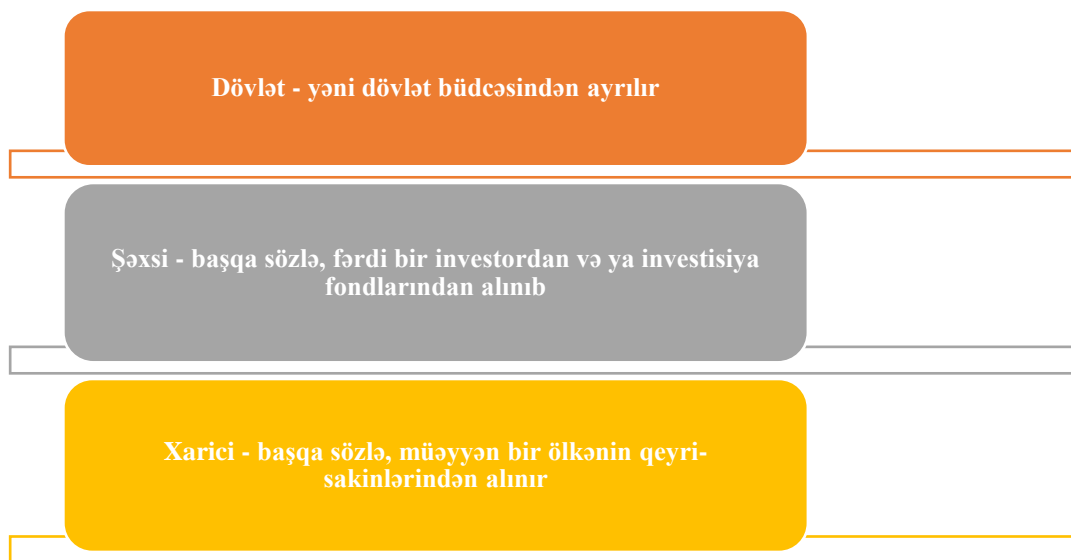 Dövlət - yəni dövlət büdcəsindən ayrılır
Şəxsi - başqa sözlə, fərdi bir investordan və ya investisiya
fondlarından alınıb
Xarici - başqa sözlə, müəyyən bir ölkənin qeyri-
sakinlərindən alınır